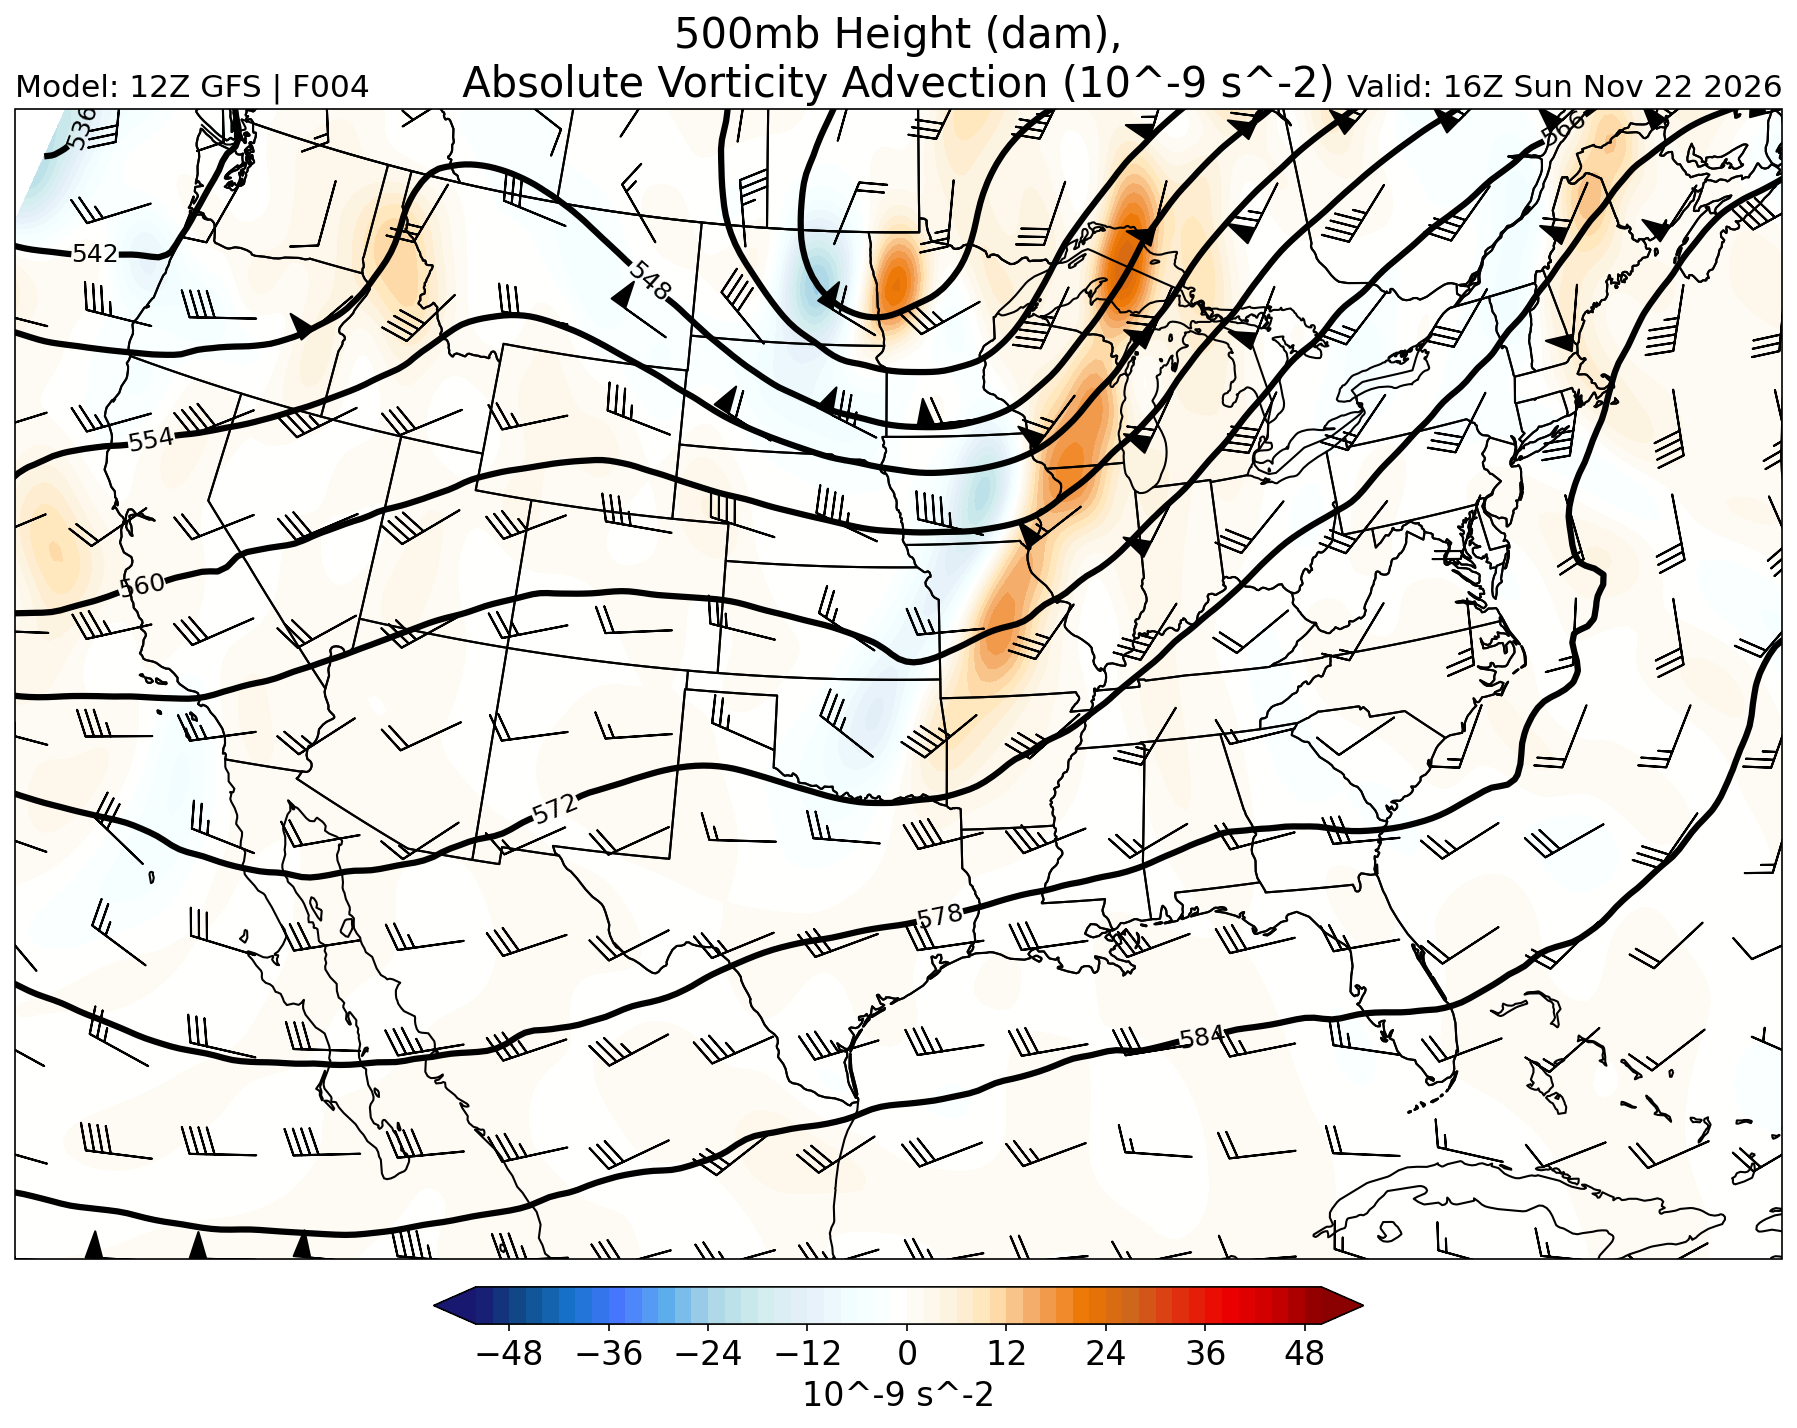 500mb Height (dam),
Model: 12Z GFS | F004
Absolute Vorticity Advection (10^-9 s^-2)
Valid: 16Z Sun Nov 22 2026
536
566
542
548
554
560
572
578
584
−48 −36 −24 −12 0 12 24 36 48
10^-9 s^-2